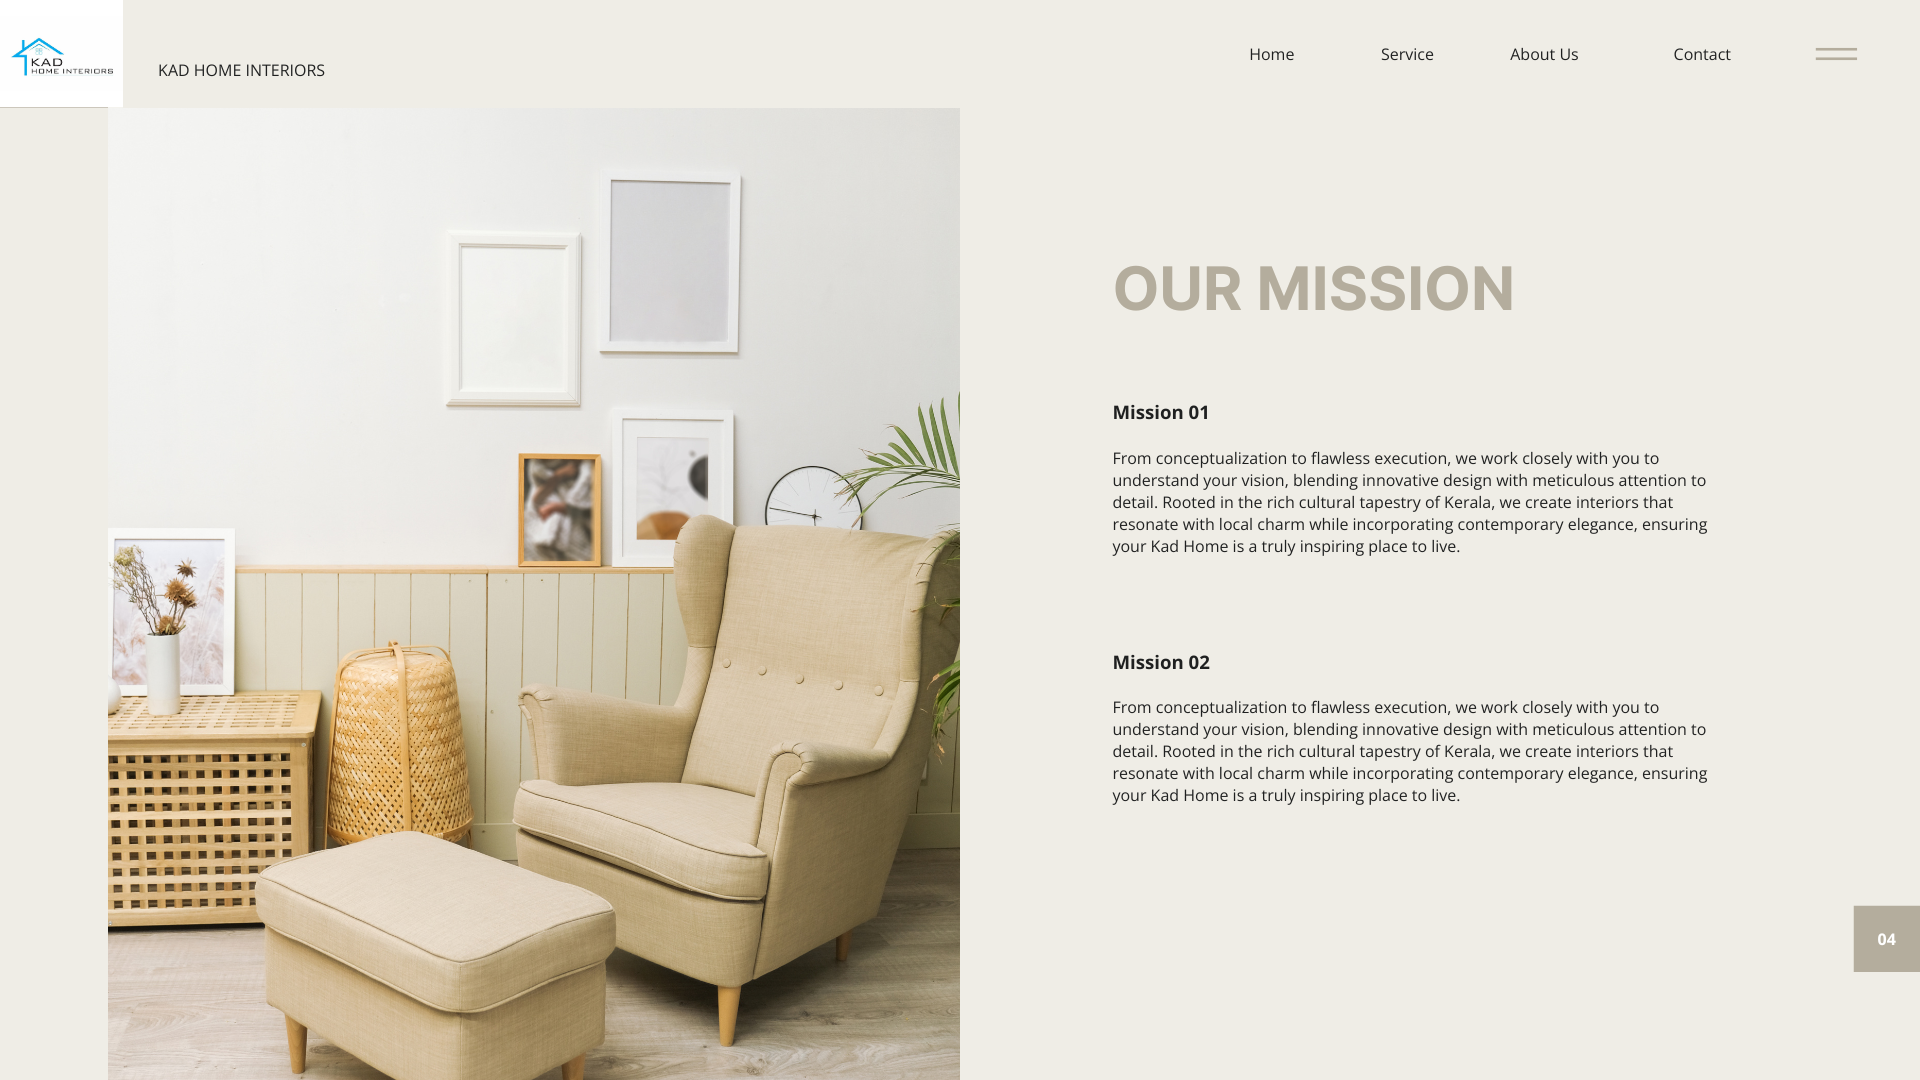 KAD
HOME INTERIORS
KAD HOME INTERIORS
Home
Service
About Us
Contact
OUR MISSION
Mission 01
From conceptualization to flawless execution, we work closely with you to
understand your vision, blending innovative design with meticulous attention to
detail. Rooted in the rich cultural tapestry of Kerala, we create interiors that
resonate with local charm while incorporating contemporary elegance, ensuring
your Kad Home is a truly inspiring place to live.
Mission 02
From conceptualization to flawless execution, we work closely with you to
understand your vision, blending innovative design with meticulous attention to
detail. Rooted in the rich cultural tapestry of Kerala, we create interiors that
resonate with local charm while incorporating contemporary elegance, ensuring
your Kad Home is a truly inspiring place to live.
04